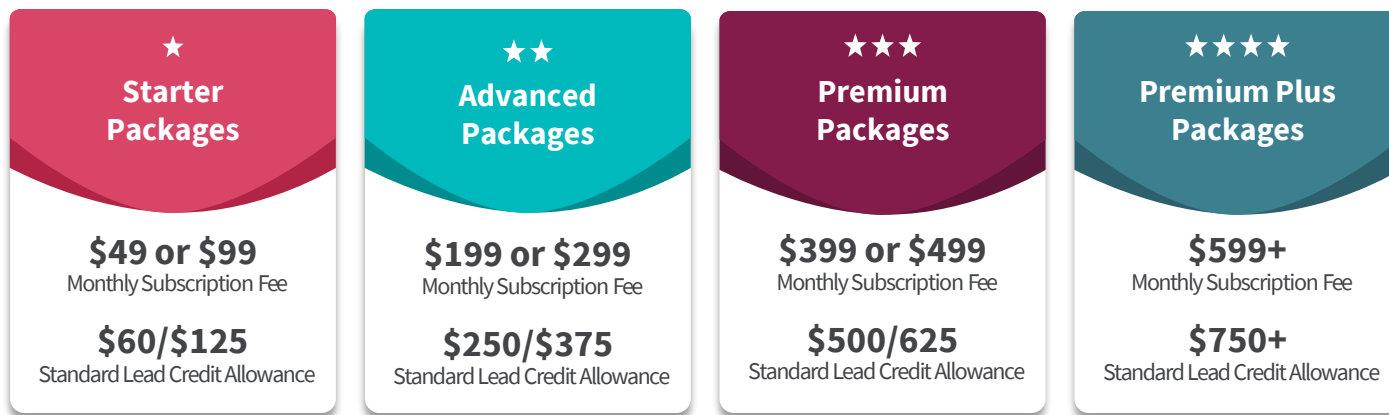 Starter
Packages
$49 or $99
Monthly Subscription Fee
$60/$125
Standard Lead Credit Allowance
Advanced
Packages
$199 or $299
Monthly Subscription Fee
$250/$375
Standard Lead Credit Allowance
Premium
Packages
$399 or $499
Monthly Subscription Fee
$500/625
Standard Lead Credit Allowance
Premium Plus
Packages
$599+
Monthly Subscription Fee
$750+
Standard Lead Credit Allowance